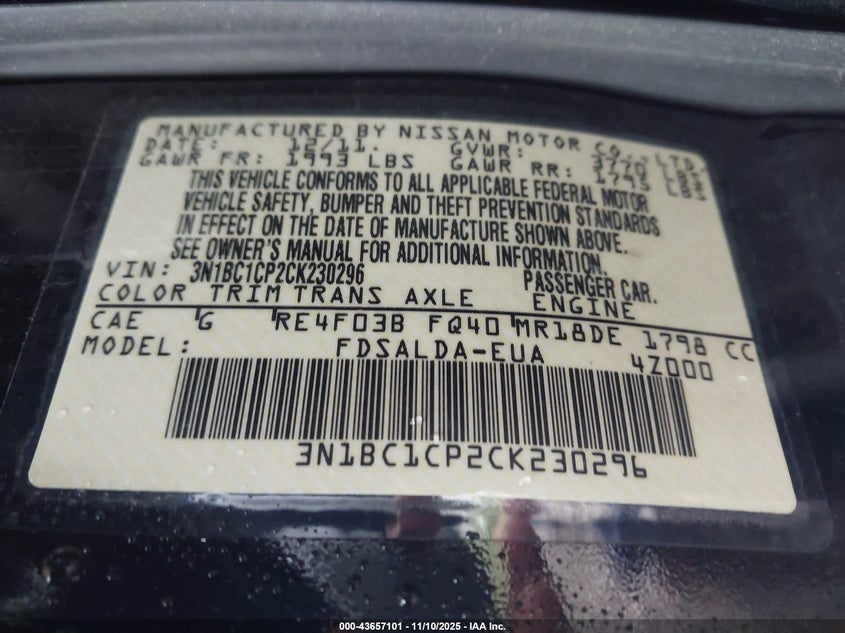 MANUFACTURED BY NISSAN MOTOR CO., LTD.
DATE: 12/11. GVWR: LB
GAWR FR: 1993 LBS GAWR RR: 1795 LBS
THIS VEHICLE CONFORMS TO ALL APPLICABLE FEDERAL MOTOR
VEHICLE SAFETY, BUMPER AND THEFT PREVENTION STANDARDS
IN EFFECT ON THE DATE OF MANUFACTURE SHOWN ABOVE.
SEE OWNER'S MANUAL FOR ADDITIONAL INFORMATION.
VIN: 3N1BC1CP2CK230296 PASSENGER CAR.
COLOR TRIM TRANS AXLE ENGINE
CAE G RE4F03B FQ40 MR18DE 1798 CC
MODEL: FDSALDA-EUA 4Z000
3N1BC1CP2CK230296
000-43657101 - 11/10/2025 - IAA Inc.